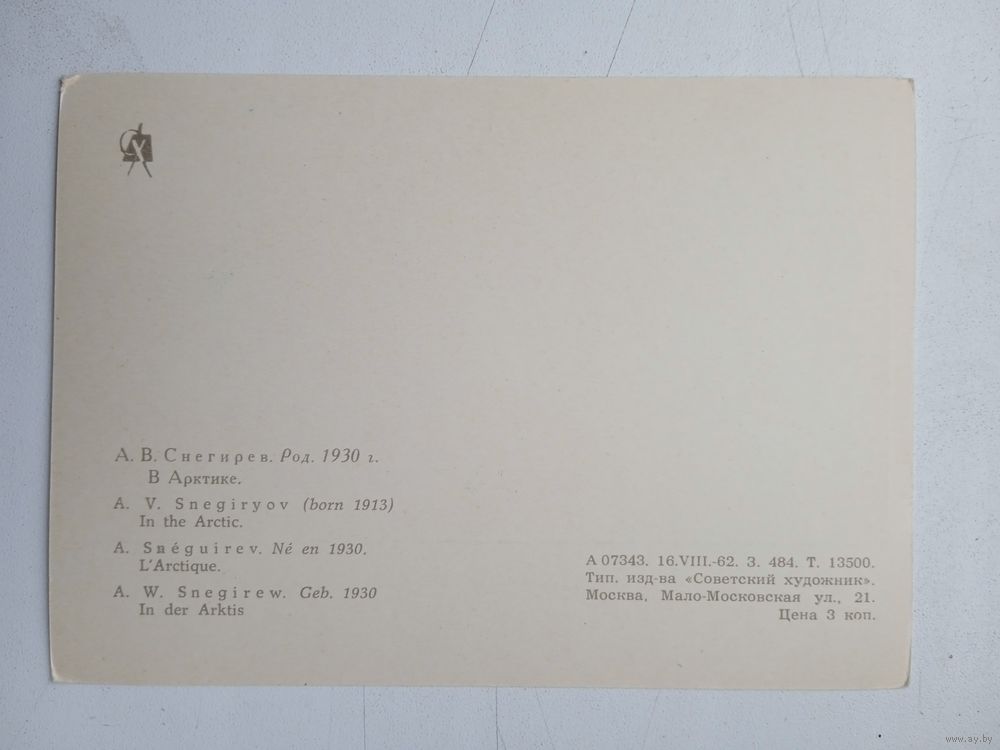 СХ
А. В. Снегирев. Род. 1930 г.
В Арктике.
A. V. Snegiryov (born 1913)
In the Arctic.
A. Snéguirev. Né en 1930.
L'Arctique.
A. W. Snegirew. Geb. 1930
In der Arktis
А 07343. 16.VIII.-62. З. 484. Т. 13500.
Тип. изд-ва «Советский художник».
Москва, Мало-Московская ул., 21.
Цена 3 коп.
www.ay.by